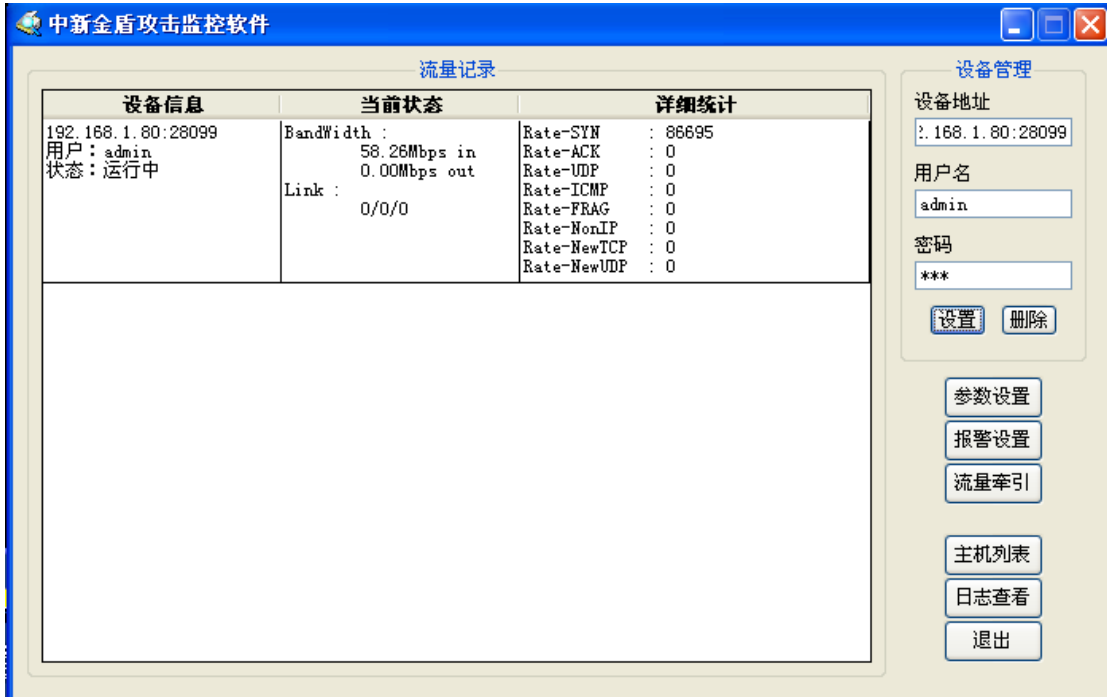 中新金盾攻击监控软件
流量记录
设备信息 当前状态 详细统计
192.168.1.80:28099
用户：admin
状态：运行中
BandWidth :
58.26Mbps in
0.00Mbps out
Link :
0/0/0
Rate-SYN : 86695
Rate-ACK : 0
Rate-UDP : 0
Rate-ICMP : 0
Rate-FRAG : 0
Rate-NonIP : 0
Rate-NewTCP : 0
Rate-NewUDP : 0
设备管理
设备地址
.168.1.80:28099
用户名
admin
密码
***
设置 删除
参数设置
报警设置
流量牵引
主机列表
日志查看
退出